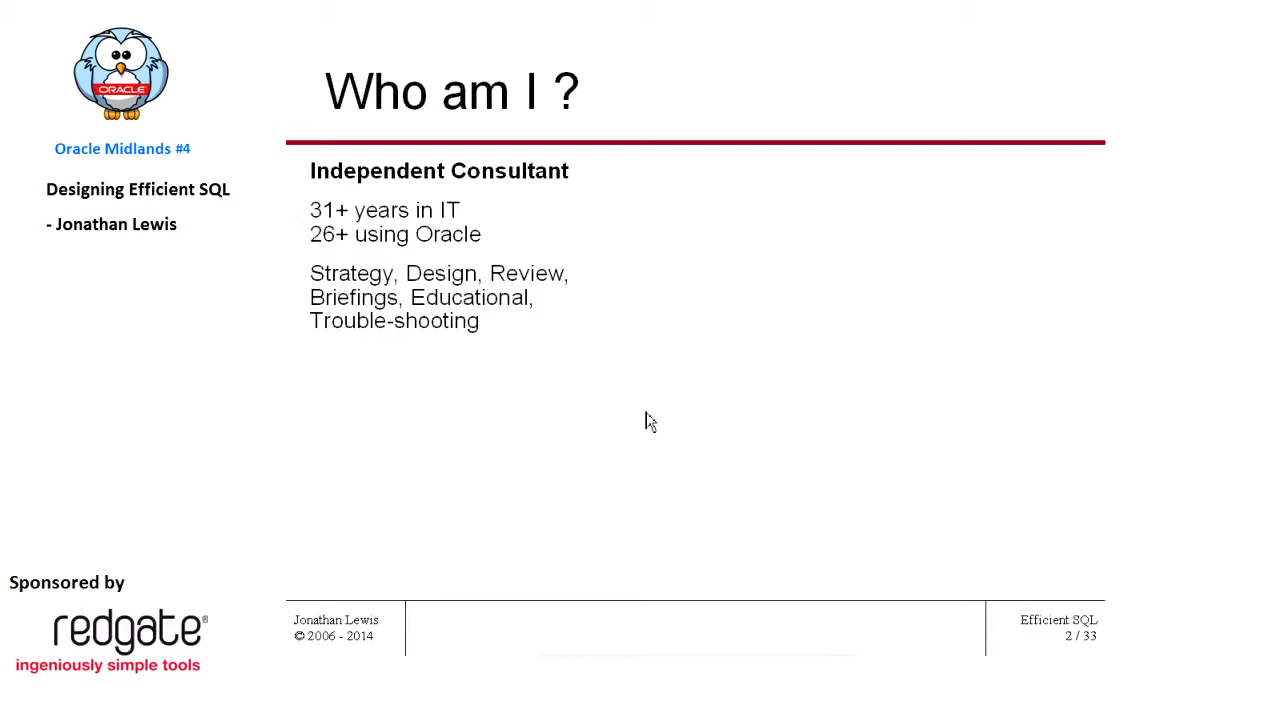 ORACLE
Oracle Midlands #4
Designing Efficient SQL
- Jonathan Lewis
Who am I ?
Independent Consultant
31+ years in IT
26+ using Oracle
Strategy, Design, Review,
Briefings, Educational,
Trouble-shooting
Sponsored by
redgate®
ingeniously simple tools
Jonathan Lewis
© 2006 - 2014
Efficient SQL
2 / 33